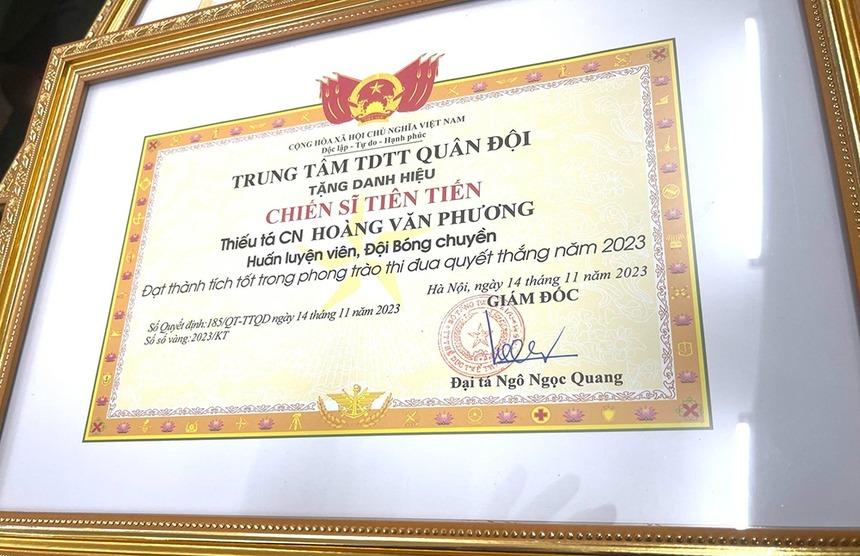 CỘNG HÒA XÃ HỘI CHỦ NGHĨA VIỆT NAM
Độc lập - Tự do - Hạnh phúc
TRUNG TÂM TDTT QUÂN ĐỘI
TẶNG DANH HIỆU
CHIẾN SĨ TIÊN TIẾN
Thiếu tá CN HOÀNG VĂN PHƯƠNG
Huấn luyện viên, Đội Bóng chuyền
Đạt thành tích tốt trong phong trào thi đua quyết thắng năm 2023
Hà Nội, ngày 14 tháng 11 năm 2023
Số Quyết định:185/QT-TTQD ngày 14 tháng 11 năm 2023
Số sổ vàng:2023/KT
GIÁM ĐỐC
Đại tá Ngô Ngọc Quang